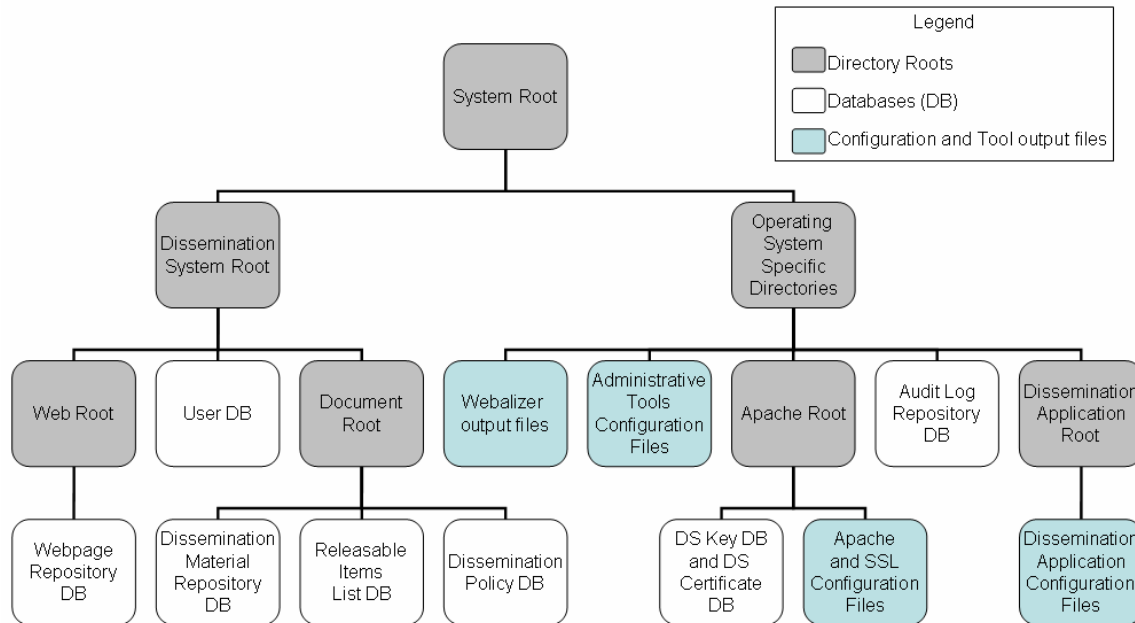 Legend
Directory Roots
Databases (DB)
Configuration and Tool output files
System Root
Dissemination
System Root
Operating
System
Specific
Directories
Web Root
User DB
Document
Root
Webalizer
output files
Administrative
Tools
Configuration
Files
Apache Root
Audit Log
Repository
DB
Dissemination
Application
Root
Webpage
Repository
DB
Dissemination
Material
Repository
DB
Releasable
Items
List DB
Dissemination
Policy DB
DS Key DB
and DS
Certificate
DB
Apache
and SSL
Configuration
Files
Dissemination
Application
Configuration
Files